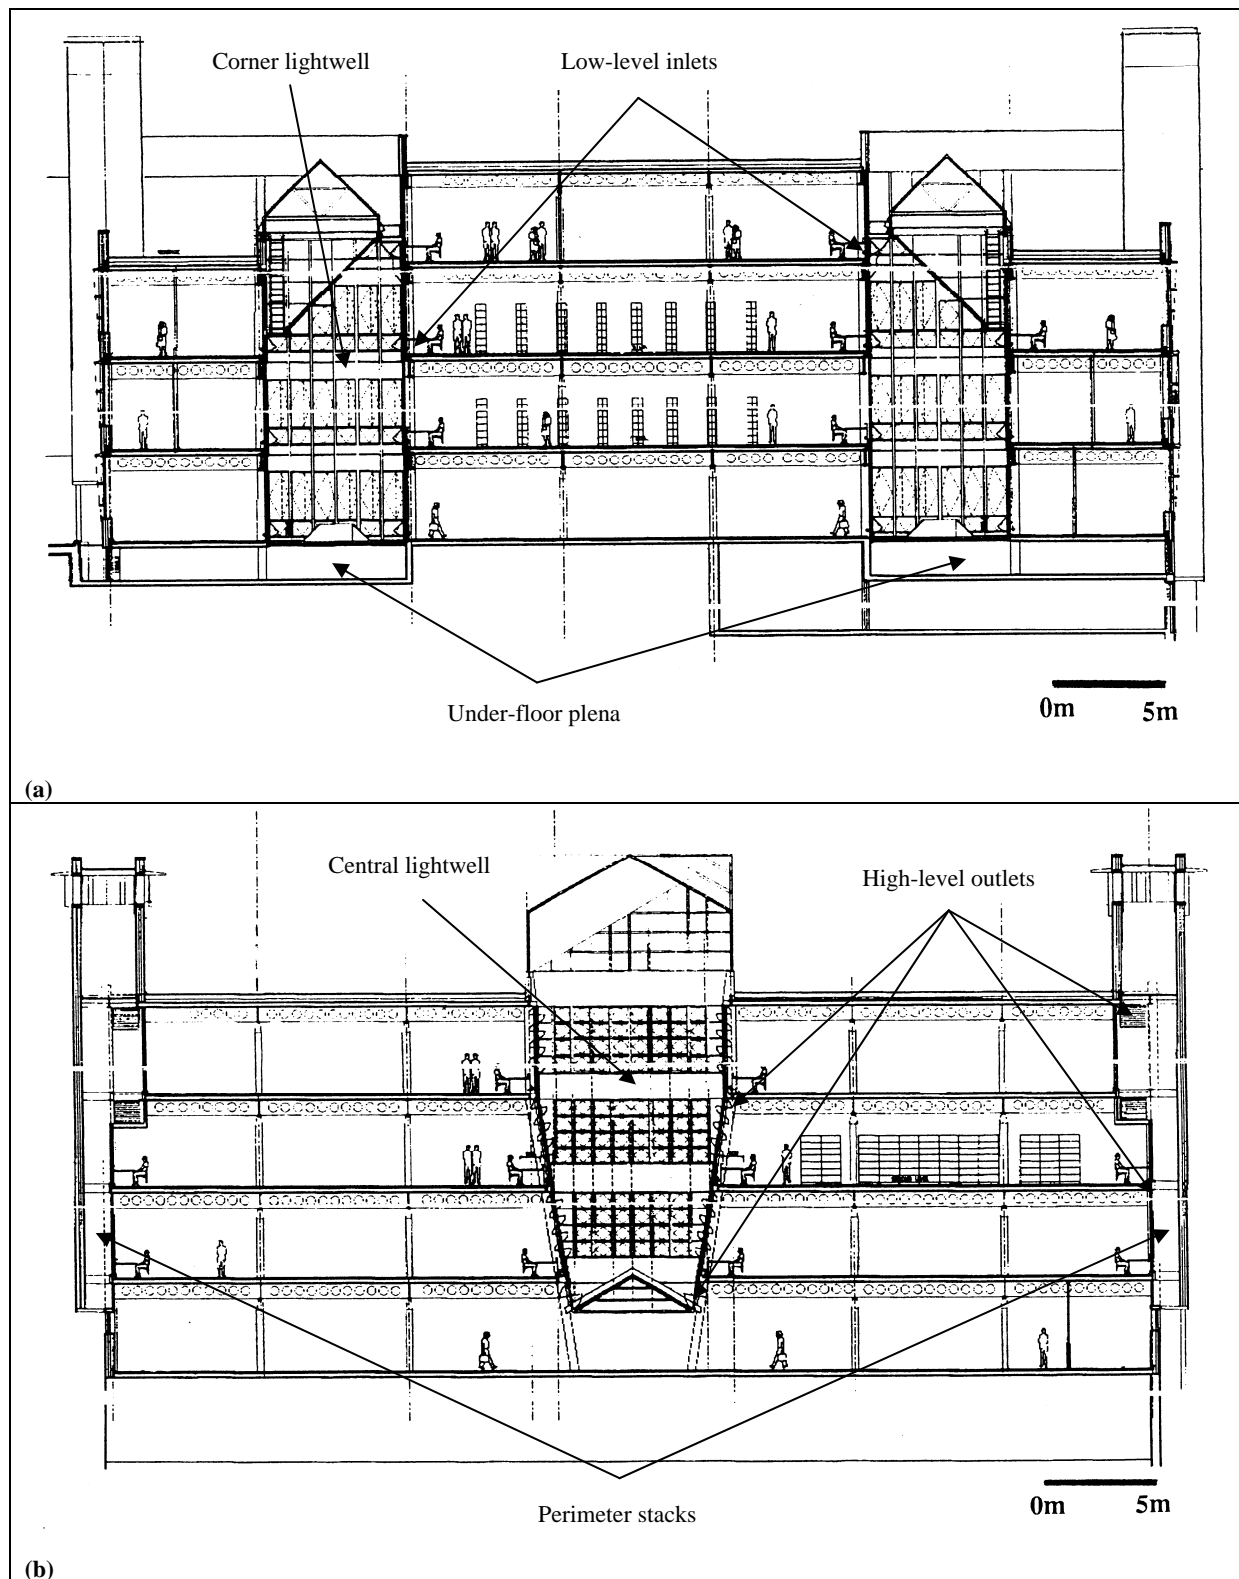 Corner lightwell
Low-level inlets
Under-floor plena
0m 5m
(a)
Central lightwell
High-level outlets
0m 5m
Perimeter stacks
(b)